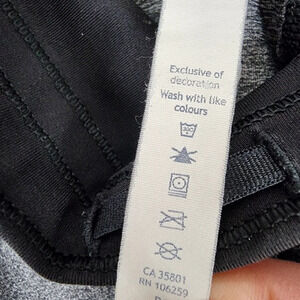 Exclusive of
decoration
Wash with like
colours
CA 35801
RN 106259